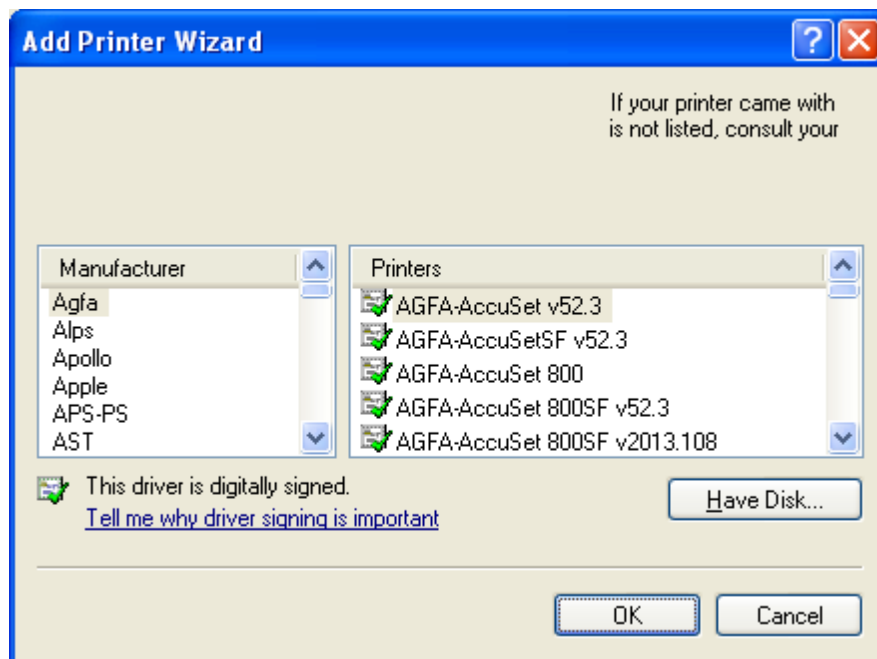 Add Printer Wizard
If your printer came with
is not listed, consult your
Manufacturer
Agfa
Alps
Apollo
Apple
APS-PS
AST
Printers
AGFA-AccuSet v52.3
AGFA-AccuSetSF v52.3
AGFA-AccuSet 800
AGFA-AccuSet 800SF v52.3
AGFA-AccuSet 800SF v2013.108
This driver is digitally signed.
Tell me why driver signing is important
Have Disk...
OK
Cancel